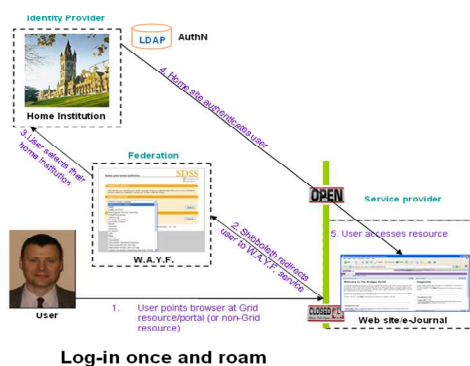 Identity Provider
LDAP
AuthN
Home Institution
4. Home site authenticates user
3. User selects their
home institution
Federation
SDSS
W.A.Y.F.
2. Shibboleth redirects
user to W.A.Y.F. service
OPEN
Service provider
5. User accesses resource
CLOSED
Web site/e-Journal
User
1. User points browser at Grid
resource/portal (or non-Grid
resource)
Log-in once and roam